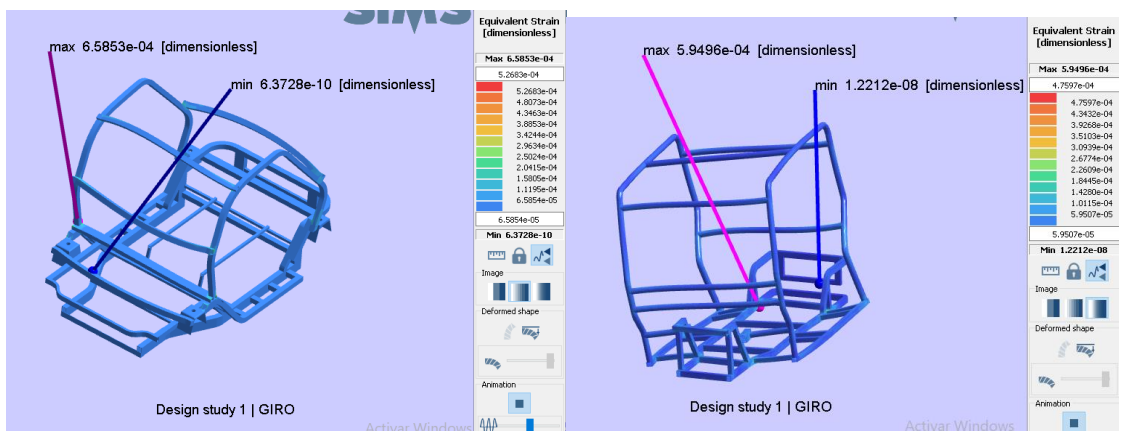 SIMS
Equivalent Strain
[dimensionless]
max 6.5853e-04 [dimensionless]
min 6.3728e-10 [dimensionless]
Max 6.5853e-04
5.2683e-04
5.2683e-04
4.8073e-04
4.3463e-04
3.8853e-04
3.4244e-04
2.9634e-04
2.5024e-04
2.0415e-04
1.5805e-04
1.1195e-04
6.5854e-05
6.5854e-05
Min 6.3728e-10
Image
Deformed shape
Animation
Design study 1 | GIRO
Activar Windows
Equivalent Strain
[dimensionless]
max 5.9496e-04 [dimensionless]
min 1.2212e-08 [dimensionless]
Max 5.9496e-04
4.7597e-04
4.7597e-04
4.3432e-04
3.9268e-04
3.5103e-04
3.0939e-04
2.6774e-04
2.2609e-04
1.8445e-04
1.4280e-04
1.0115e-04
5.9507e-05
5.9507e-05
Min 1.2212e-08
Image
Deformed shape
Animation
Design study 1 | GIRO
Activar Windows